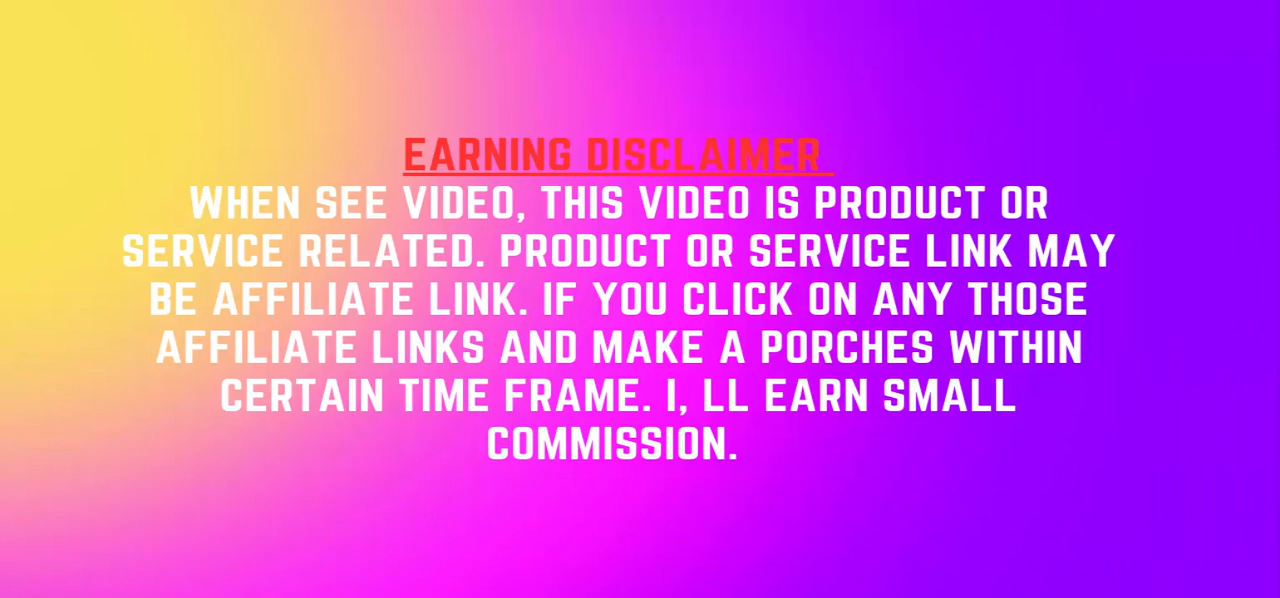 EARNING DISCLAIMER
WHEN SEE VIDEO, THIS VIDEO IS PRODUCT OR
SERVICE RELATED. PRODUCT OR SERVICE LINK MAY
BE AFFILIATE LINK. IF YOU CLICK ON ANY THOSE
AFFILIATE LINKS AND MAKE A PORCHES WITHIN
CERTAIN TIME FRAME. I, LL EARN SMALL
COMMISSION.